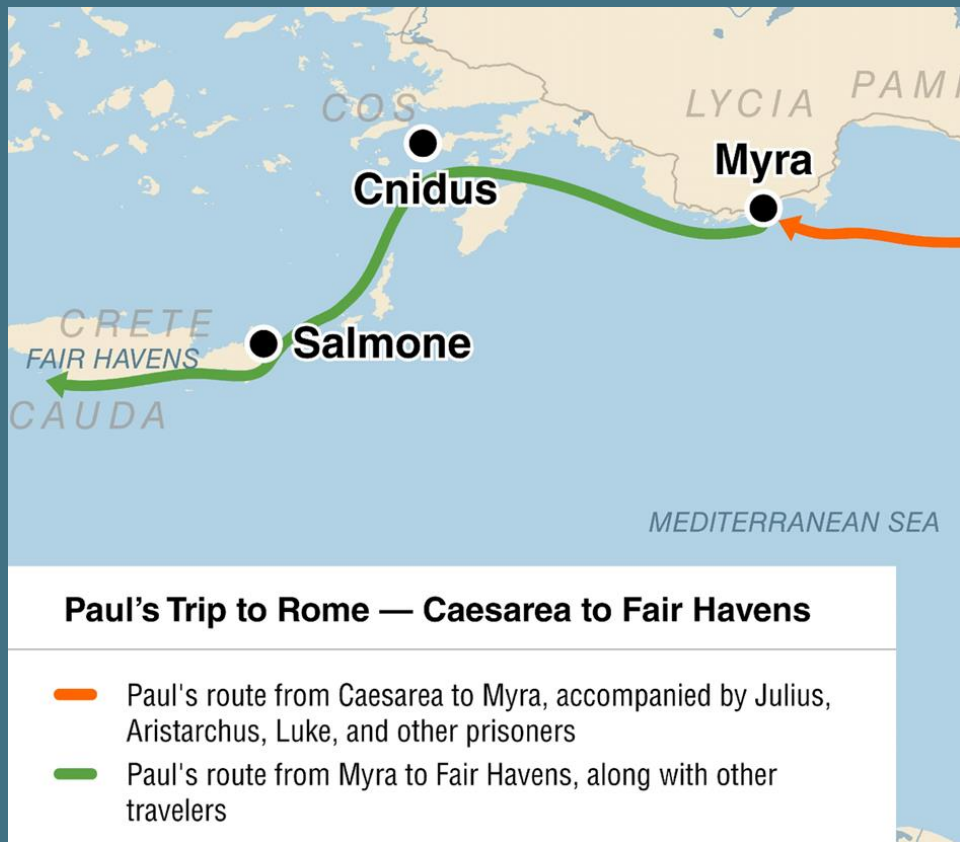 COS
LYCIA
PAMI
Myra
Cnidus
CRETE
Salmone
FAIR HAVENS
CAUDA
MEDITERRANEAN SEA
Paul’s Trip to Rome — Caesarea to Fair Havens
Paul's route from Caesarea to Myra, accompanied by Julius,
Aristarchus, Luke, and other prisoners
Paul's route from Myra to Fair Havens, along with other
travelers